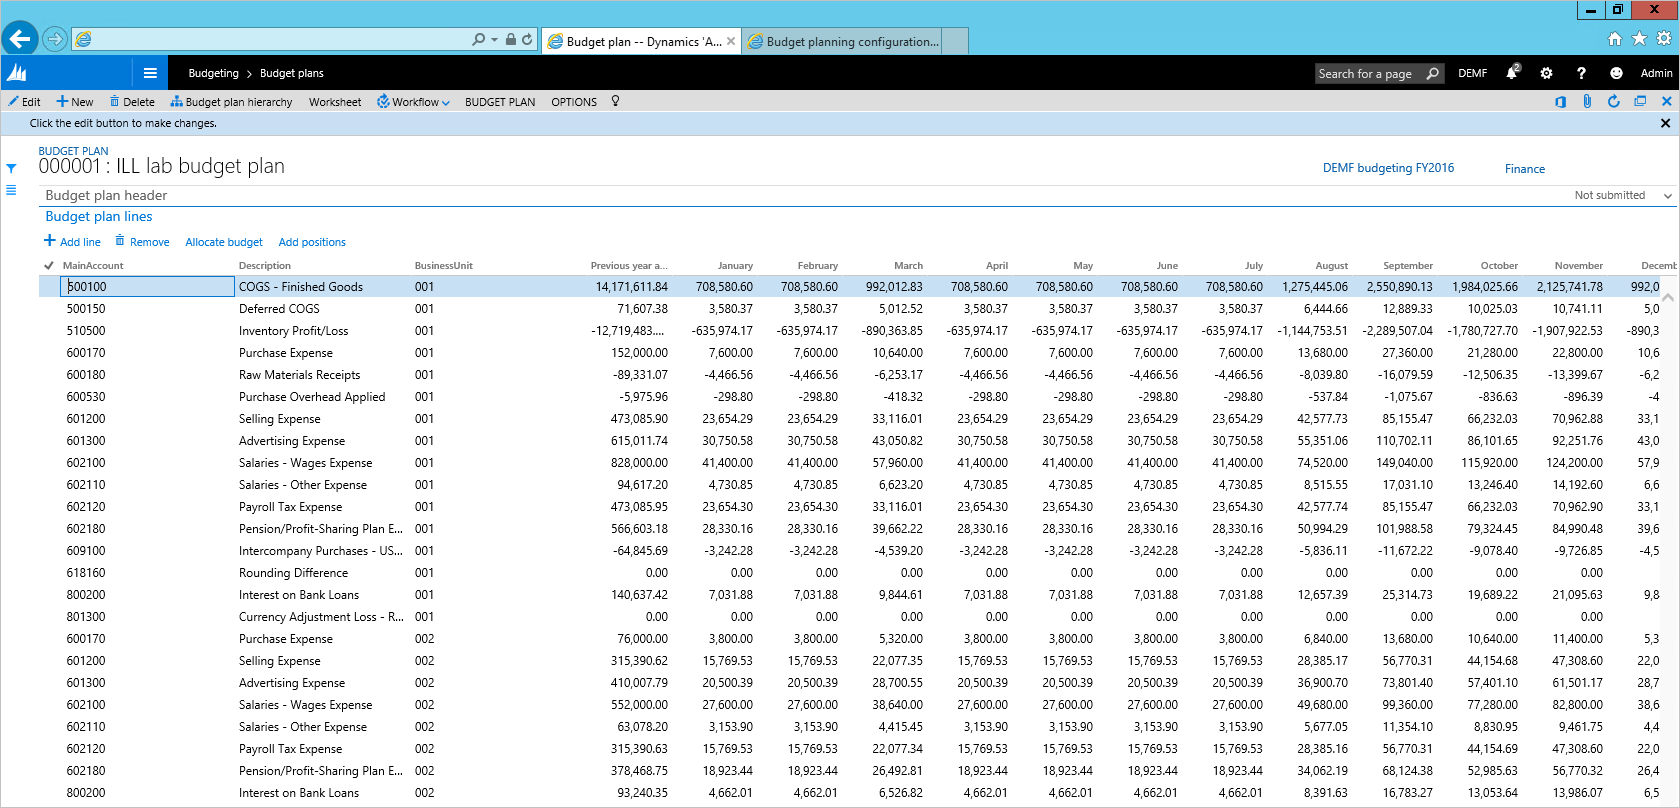 Budget plan -- Dynamics 'A...
Budget planning configuration...
Budgeting > Budget plans
Search for a page
DEMF
2
?
Admin
Edit New Delete Budget plan hierarchy Worksheet Workflow BUDGET PLAN OPTIONS
Click the edit button to make changes.
BUDGET PLAN
000001 : ILL lab budget plan
DEMF budgeting FY2016 Finance
Budget plan header Not submitted
Budget plan lines
Add line Remove Allocate budget Add positions
MainAccount Description BusinessUnit Previous year a... January February March April May June July August September October November Decemb
500100 COGS - Finished Goods 001 14,171,611.84 708,580.60 708,580.60 992,012.83 708,580.60 708,580.60 708,580.60 708,580.60 1,275,445.06 2,550,890.13 1,984,025.66 2,125,741.78 992,0
500150 Deferred COGS 001 71,607.38 3,580.37 3,580.37 5,012.52 3,580.37 3,580.37 3,580.37 3,580.37 6,444.66 12,889.33 10,025.03 10,741.11 5,0
510500 Inventory Profit/Loss 001 -12,719,483.... -635,974.17 -635,974.17 -890,363.85 -635,974.17 -635,974.17 -635,974.17 -635,974.17 -1,144,753.51 -2,289,507.04 -1,780,727.70 -1,907,922.53 -890,3
600170 Purchase Expense 001 152,000.00 7,600.00 7,600.00 10,640.00 7,600.00 7,600.00 7,600.00 7,600.00 13,680.00 27,360.00 21,280.00 22,800.00 10,6
600180 Raw Materials Receipts 001 -89,331.07 -4,466.56 -4,466.56 -6,253.17 -4,466.56 -4,466.56 -4,466.56 -4,466.56 -8,039.80 -16,079.59 -12,506.35 -13,399.67 -6,2
600530 Purchase Overhead Applied 001 -5,975.96 -298.80 -298.80 -418.32 -298.80 -298.80 -298.80 -298.80 -537.84 -1,075.67 -836.63 -896.39 -4
601200 Selling Expense 001 473,085.90 23,654.29 23,654.29 33,116.01 23,654.29 23,654.29 23,654.29 23,654.29 42,577.73 85,155.47 66,232.03 70,962.88 33,1
601300 Advertising Expense 001 615,011.74 30,750.58 30,750.58 43,050.82 30,750.58 30,750.58 30,750.58 30,750.58 55,351.06 110,702.11 86,101.65 92,251.76 43,0
602100 Salaries - Wages Expense 001 828,000.00 41,400.00 41,400.00 57,960.00 41,400.00 41,400.00 41,400.00 41,400.00 74,520.00 149,040.00 115,920.00 124,200.00 57,9
602110 Salaries - Other Expense 001 94,617.20 4,730.85 4,730.85 6,623.20 4,730.85 4,730.85 4,730.85 4,730.85 8,515.55 17,031.10 13,246.40 14,192.60 6,6
602120 Payroll Tax Expense 001 473,085.95 23,654.30 23,654.30 33,116.01 23,654.30 23,654.30 23,654.30 23,654.30 42,577.74 85,155.47 66,232.03 70,962.90 33,1
602180 Pension/Profit-Sharing Plan E... 001 566,603.18 28,330.16 28,330.16 39,662.22 28,330.16 28,330.16 28,330.16 28,330.16 50,994.29 101,988.58 79,324.45 84,990.48 39,6
609100 Intercompany Purchases - US... 001 -64,845.69 -3,242.28 -3,242.28 -4,539.20 -3,242.28 -3,242.28 -3,242.28 -3,242.28 -5,836.11 -11,672.22 -9,078.40 -9,726.85 -4,5
618160 Rounding Difference 001 0.00 0.00 0.00 0.00 0.00 0.00 0.00 0.00 0.00 0.00 0.00 0.00
800200 Interest on Bank Loans 001 140,637.42 7,031.88 7,031.88 9,844.61 7,031.88 7,031.88 7,031.88 7,031.88 12,657.39 25,314.73 19,689.22 21,095.63 9,8
801300 Currency Adjustment Loss - R... 001 0.00 0.00 0.00 0.00 0.00 0.00 0.00 0.00 0.00 0.00 0.00 0.00
600170 Purchase Expense 002 76,000.00 3,800.00 3,800.00 5,320.00 3,800.00 3,800.00 3,800.00 3,800.00 6,840.00 13,680.00 10,640.00 11,400.00 5,3
601200 Selling Expense 002 315,390.62 15,769.53 15,769.53 22,077.35 15,769.53 15,769.53 15,769.53 15,769.53 28,385.17 56,770.31 44,154.68 47,308.60 22,0
601300 Advertising Expense 002 410,007.79 20,500.39 20,500.39 28,700.55 20,500.39 20,500.39 20,500.39 20,500.39 36,900.70 73,801.40 57,401.10 61,501.17 28,7
602100 Salaries - Wages Expense 002 552,000.00 27,600.00 27,600.00 38,640.00 27,600.00 27,600.00 27,600.00 27,600.00 49,680.00 99,360.00 77,280.00 82,800.00 38,6
602110 Salaries - Other Expense 002 63,078.20 3,153.90 3,153.90 4,415.45 3,153.90 3,153.90 3,153.90 3,153.90 5,677.05 11,354.10 8,830.95 9,461.75 4,4
602120 Payroll Tax Expense 002 315,390.63 15,769.53 15,769.53 22,077.34 15,769.53 15,769.53 15,769.53 15,769.53 28,385.16 56,770.31 44,154.69 47,308.60 22,0
602180 Pension/Profit-Sharing Plan E... 002 378,468.75 18,923.44 18,923.44 26,492.81 18,923.44 18,923.44 18,923.44 18,923.44 34,062.19 68,124.38 52,985.63 56,770.32 26,4
800200 Interest on Bank Loans 002 93,240.35 4,662.01 4,662.01 6,526.82 4,662.01 4,662.01 4,662.01 4,662.01 8,391.63 16,783.27 13,053.64 13,986.07 6,5